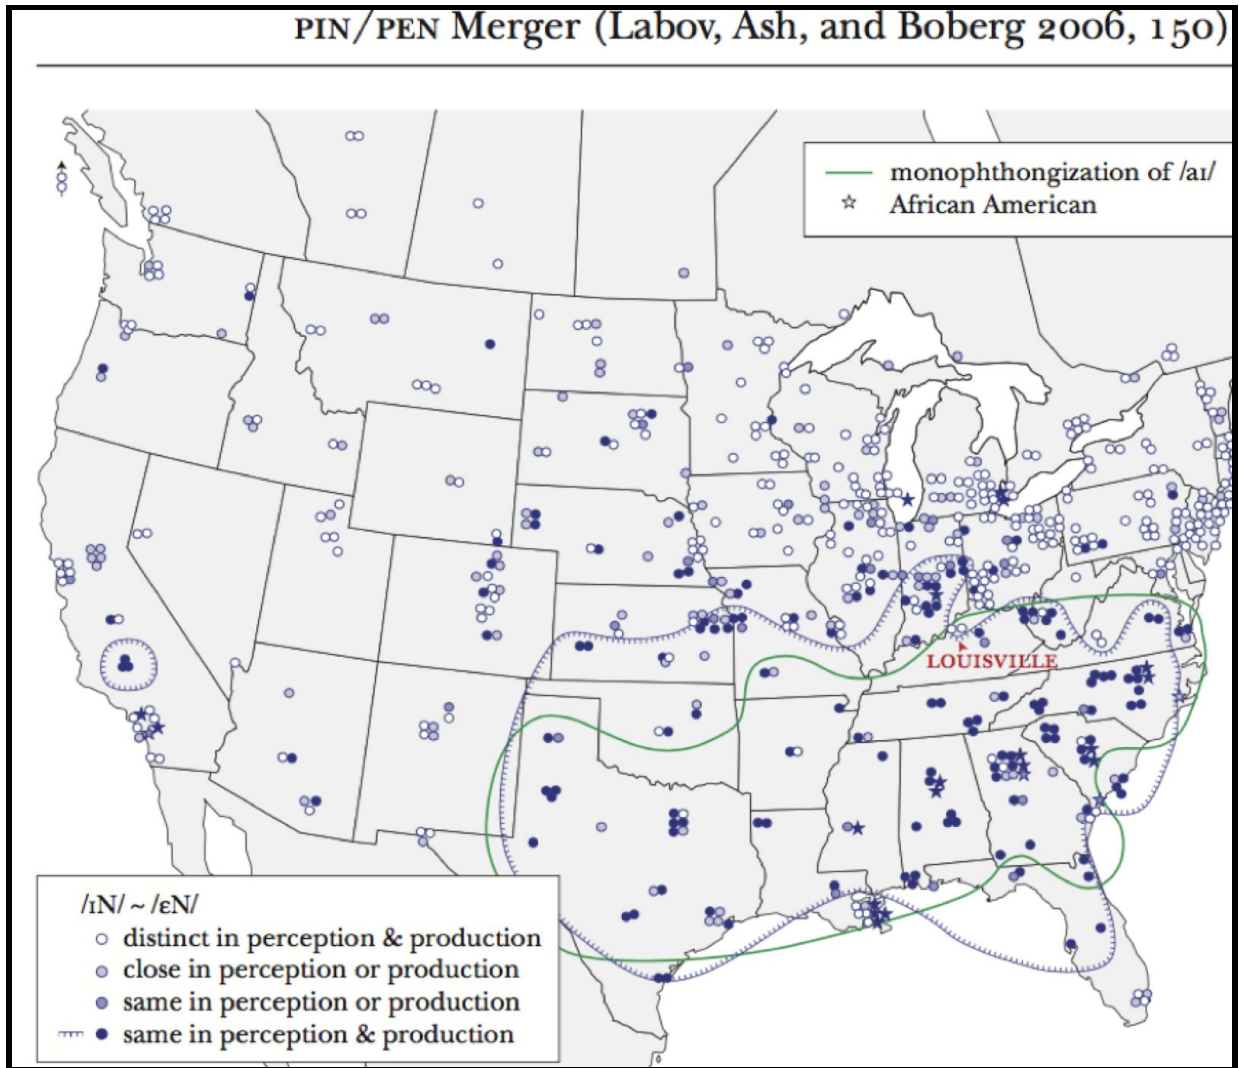 PIN/PEN Merger (Labov, Ash, and Boberg 2006, 150)
monophthongization of /aɪ/
African American
LOUISVILLE
/ɪN/ ~ /ɛN/
distinct in perception & production
close in perception or production
same in perception or production
same in perception & production